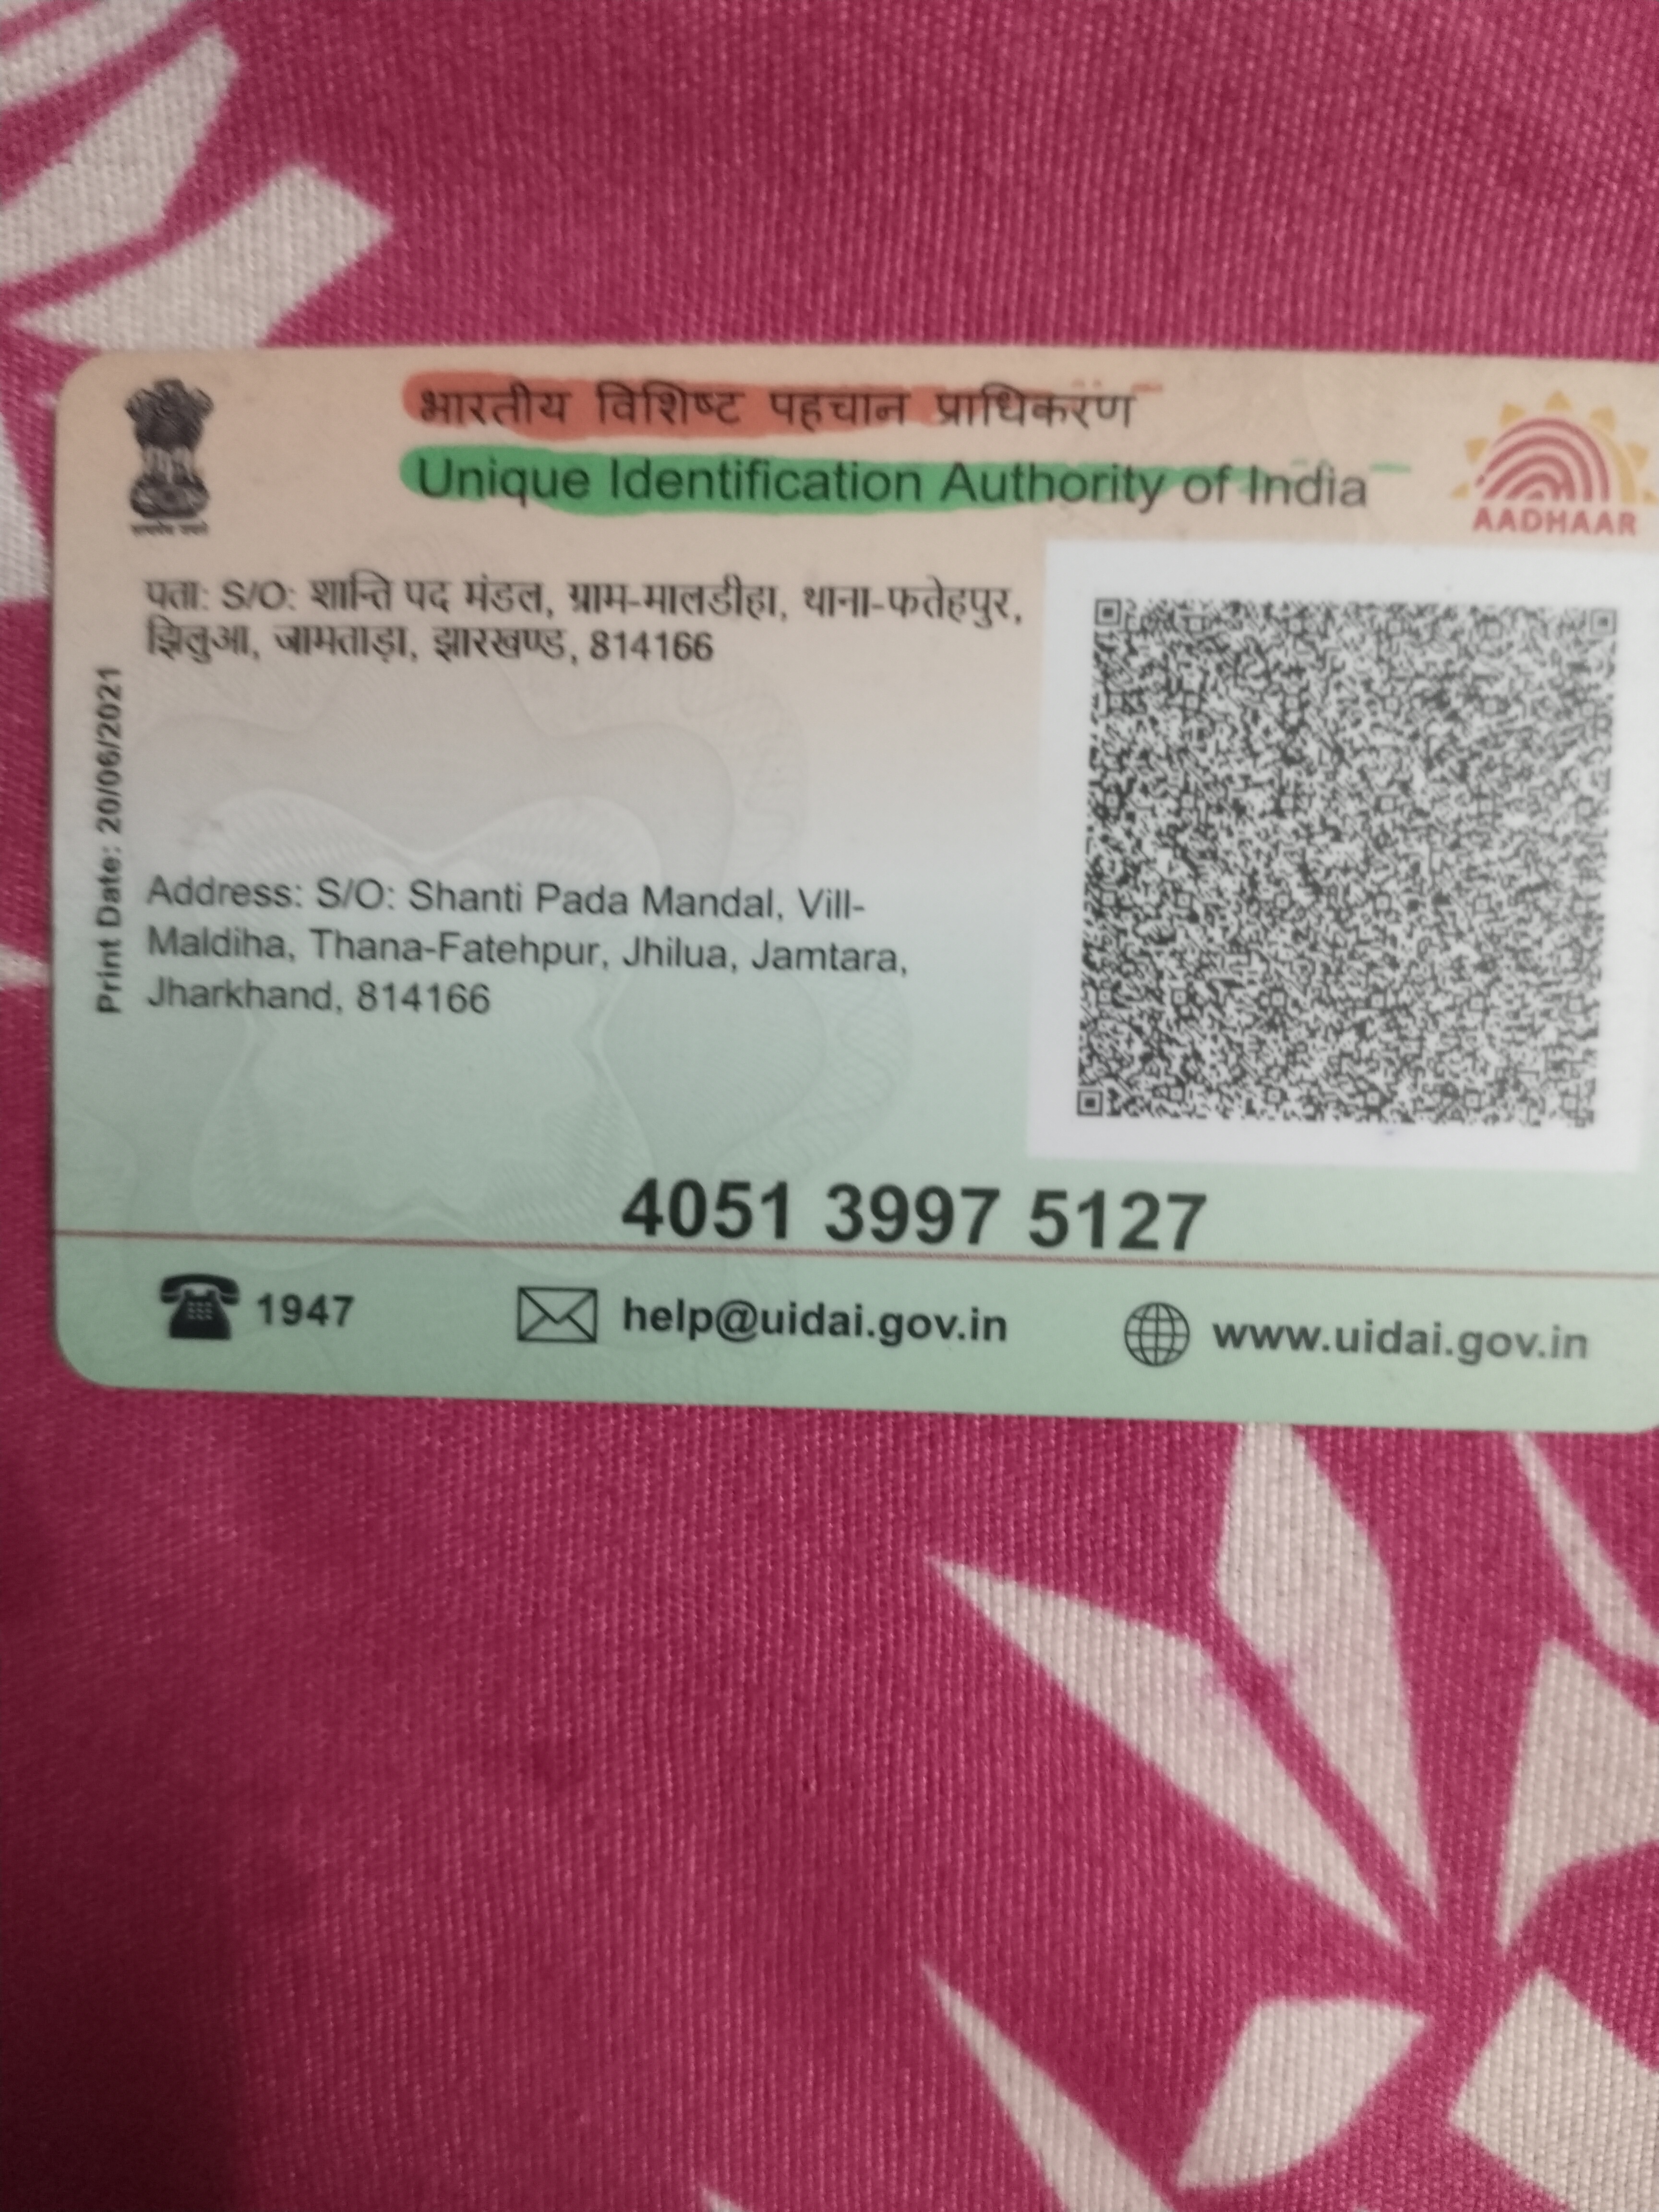 भारतीय विशिष्ट पहचान प्राधिकरण
Unique Identification Authority of India
AADHAAR
पता: S/O: शान्ति पद मंडल, ग्राम-मालडीहा, थाना-फतेहपुर,
झिलुआ, जामताड़ा, झारखण्ड, 814166
Print Date: 20/06/2021
Address: S/O: Shanti Pada Mandal, Vill-
Maldiha, Thana-Fatehpur, Jhilua, Jamtara,
Jharkhand, 814166
4051 3997 5127
1947
help@uidai.gov.in
www.uidai.gov.in